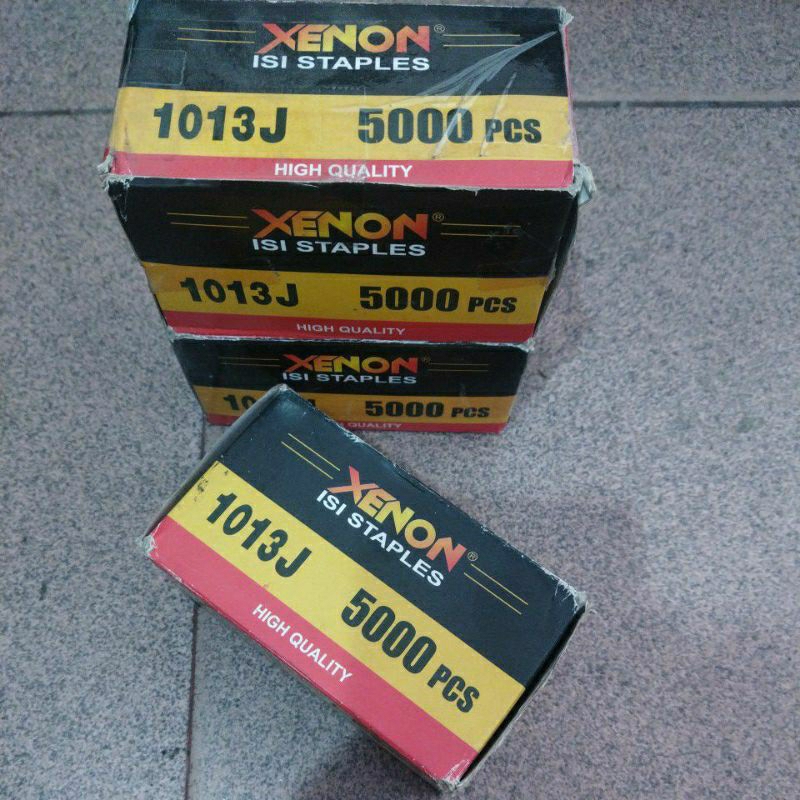 XENON®
ISI STAPLES
1013J 5000 PCS
HIGH QUALITY
XENON®
ISI STAPLES
1013J 5000 PCS
HIGH QUALITY
XENON®
ISI STAPLES
5000 PCS
QUALITY
XENON®
ISI STAPLES
1013J 5000 PCS
HIGH QUALITY